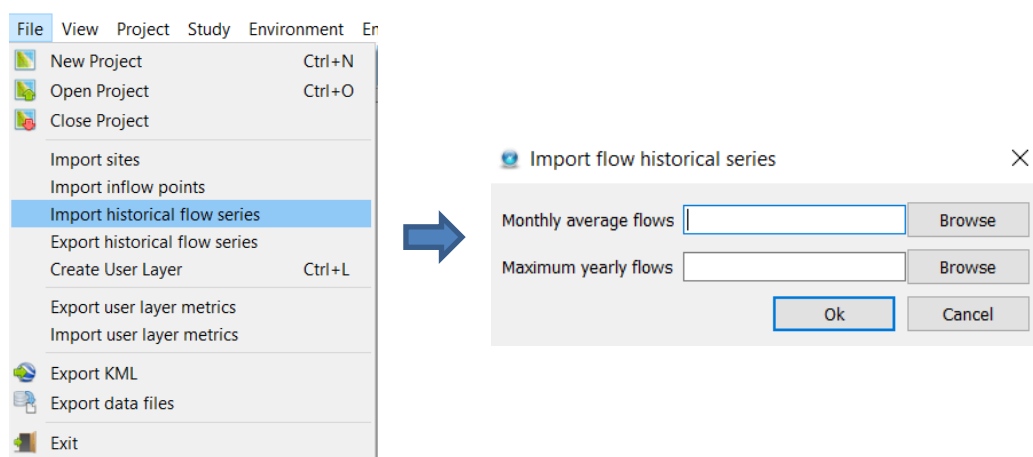 File View Project Study Environment
New Project Ctrl+N
Open Project Ctrl+O
Close Project
Import sites
Import inflow points
Import historical flow series
Export historical flow series
Create User Layer Ctrl+L
Export user layer metrics
Import user layer metrics
Export KML
Export data files
Exit
Import flow historical series
Monthly average flows Browse
Maximum yearly flows Browse
Ok Cancel